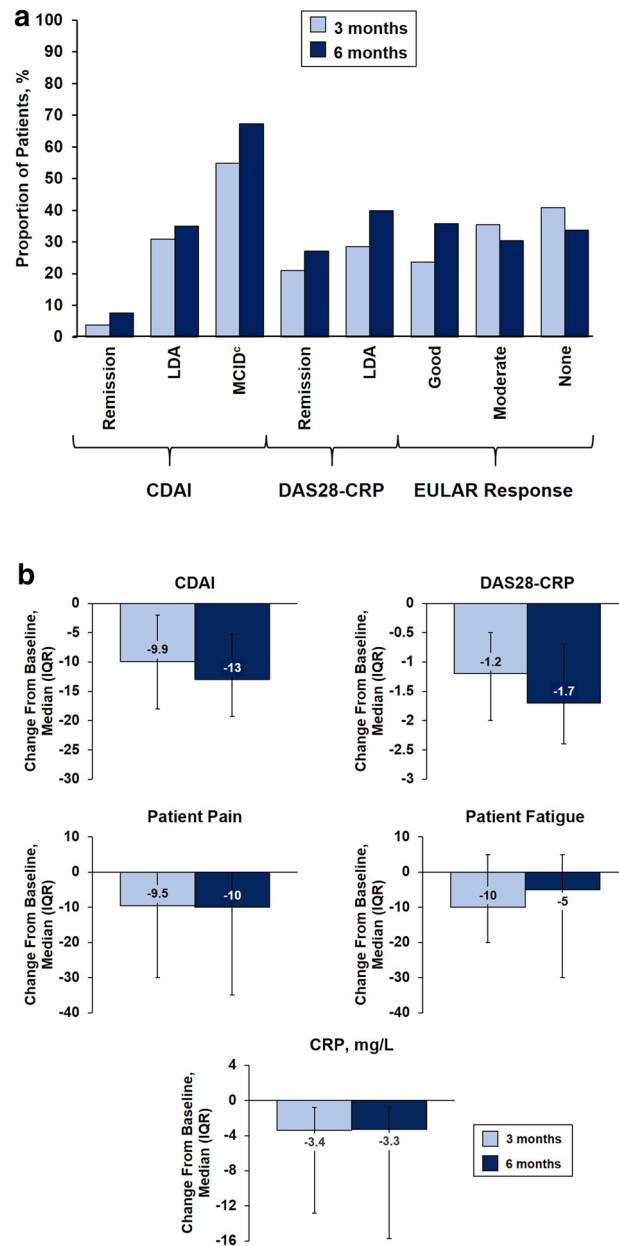 a
3 months
6 months
Proportion of Patients, %
100
90
80
70
60
50
40
30
20
10
0
Remission
LDA
MCIDᶜ
Remission
LDA
Good
Moderate
None
CDAI
DAS28-CRP
EULAR Response
b
CDAI
Change From Baseline,
Median (IQR)
0
-5
-10
-15
-20
-25
-30
-9.9
-13
DAS28-CRP
Change From Baseline,
Median (IQR)
0
-0.5
-1
-1.5
-2
-2.5
-3
-1.2
-1.7
Patient Pain
Change From Baseline,
Median (IQR)
10
0
-10
-20
-30
-40
-9.5
-10
Patient Fatigue
Change From Baseline,
Median (IQR)
10
0
-10
-20
-30
-40
-10
-5
CRP, mg/L
Change From Baseline,
Median (IQR)
4
0
-4
-8
-12
-16
-3.4
-3.3
3 months
6 months